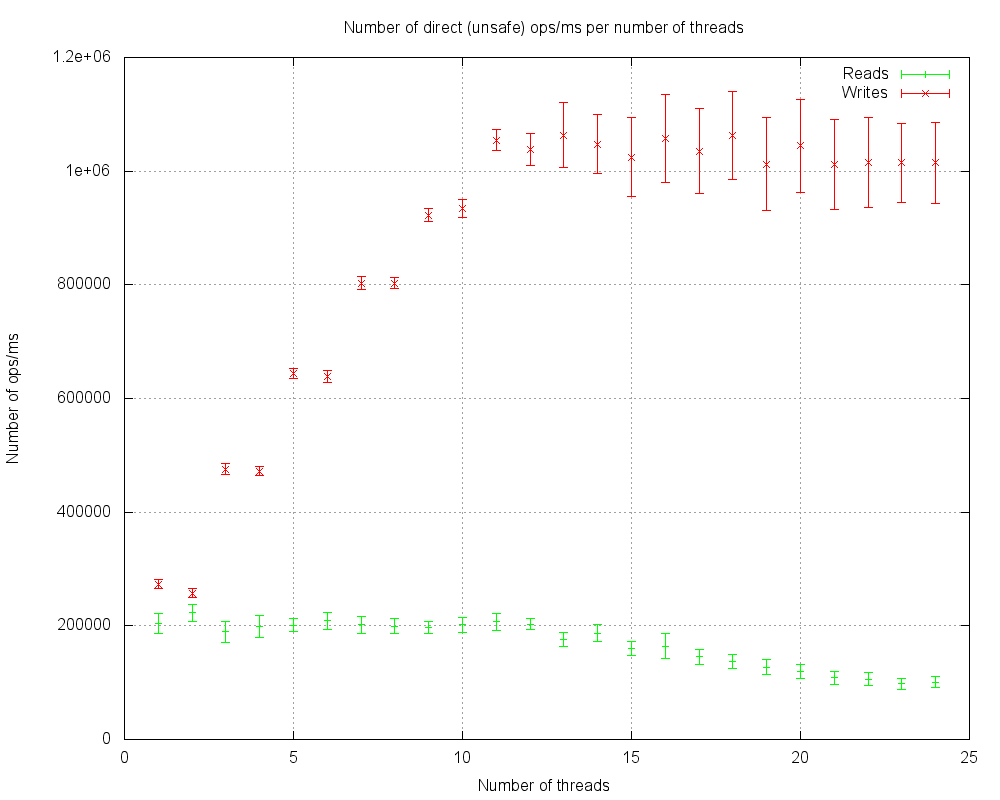 Number of direct (unsafe) ops/ms per number of threads
Reads
Writes
1.2e+06
1e+06
800000
600000
400000
200000
0
Number of ops/ms
0 5 10 15 20 25
Number of threads